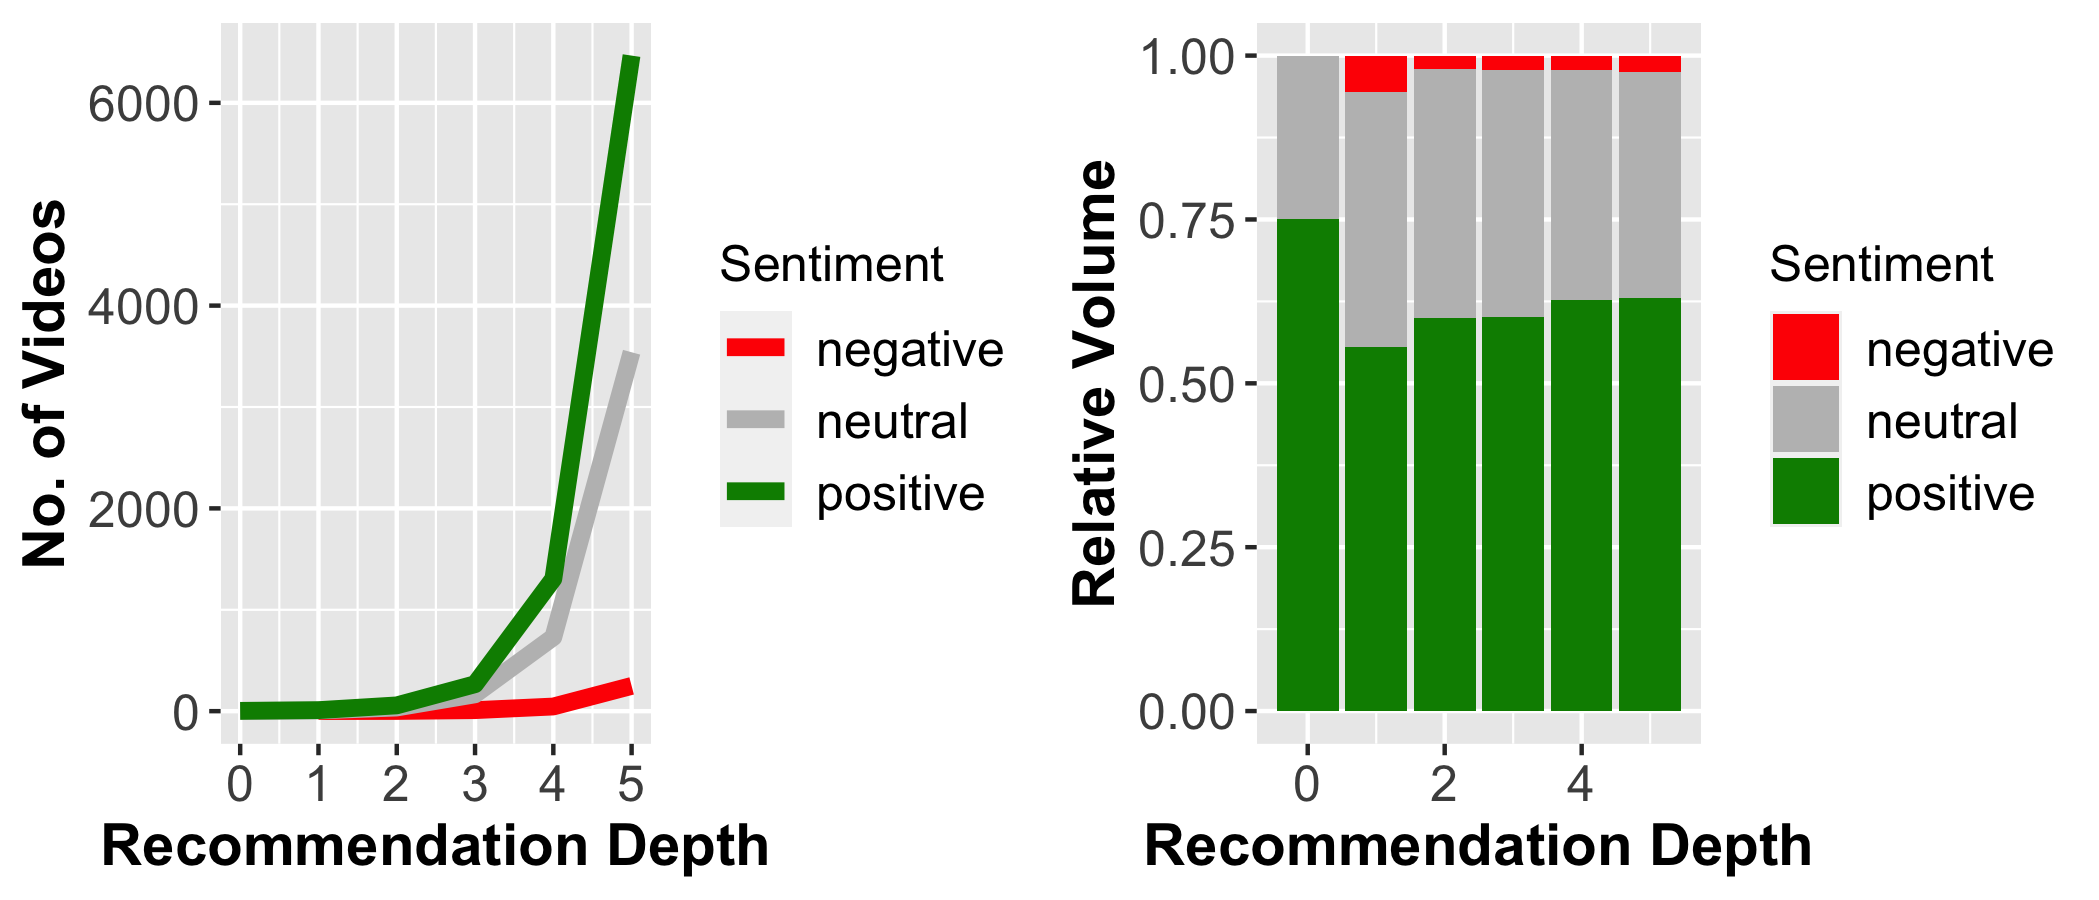 No. of Videos
6000
4000
2000
0
0 1 2 3 4 5
Recommendation Depth
Sentiment
negative
neutral
positive
Relative Volume
1.00
0.75
0.50
0.25
0.00
0 2 4
Recommendation Depth
Sentiment
negative
neutral
positive